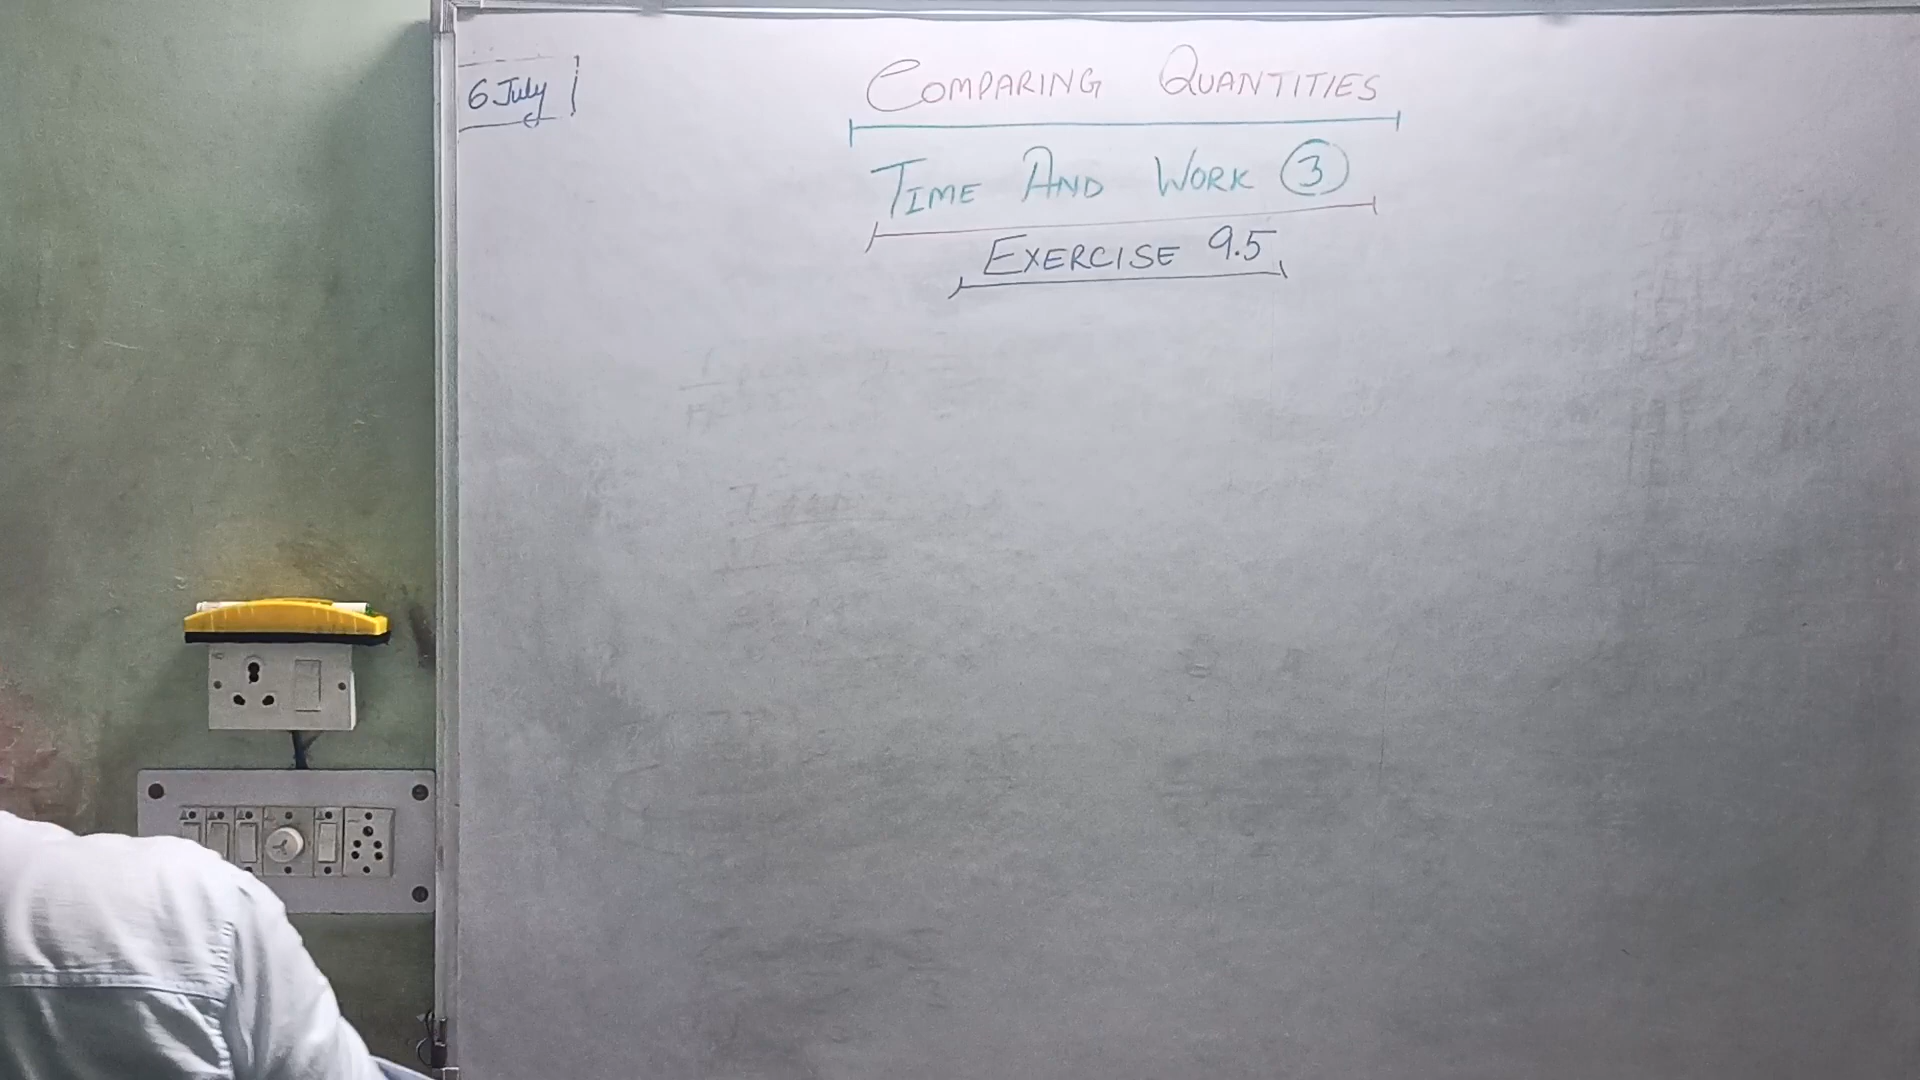 6 July
COMPARING QUANTITIES
TIME AND WORK 3
EXERCISE 9.5